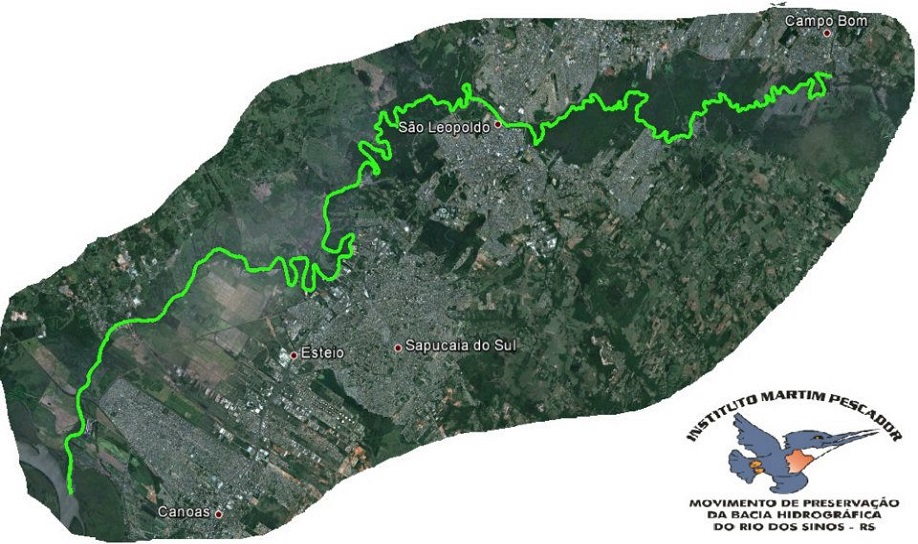 Campo Bom
São Leopoldo
Esteio
Sapucaia do Sul
Canoas
INSTITUTO MARTIM PESCADOR
MOVIMENTO DE PRESERVAÇÃO
DA BACIA HIDROGRÁFICA
DO RIO DOS SINOS - RS